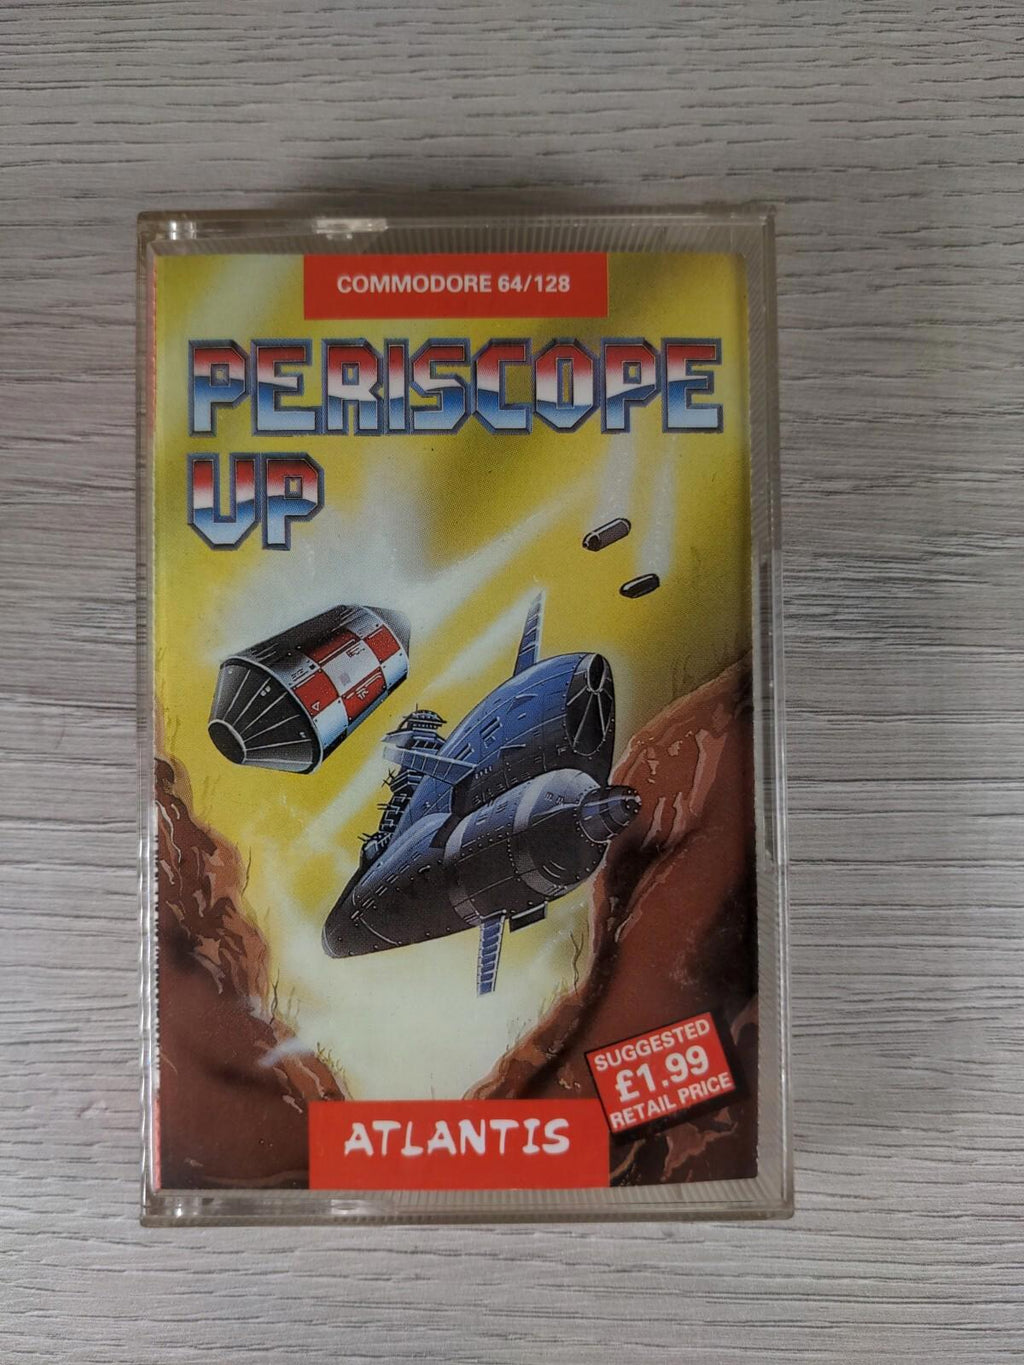 COMMODORE 64/128
PERISCOPE
UP
SUGGESTED
£1.99
RETAIL PRICE
ATLANTIS